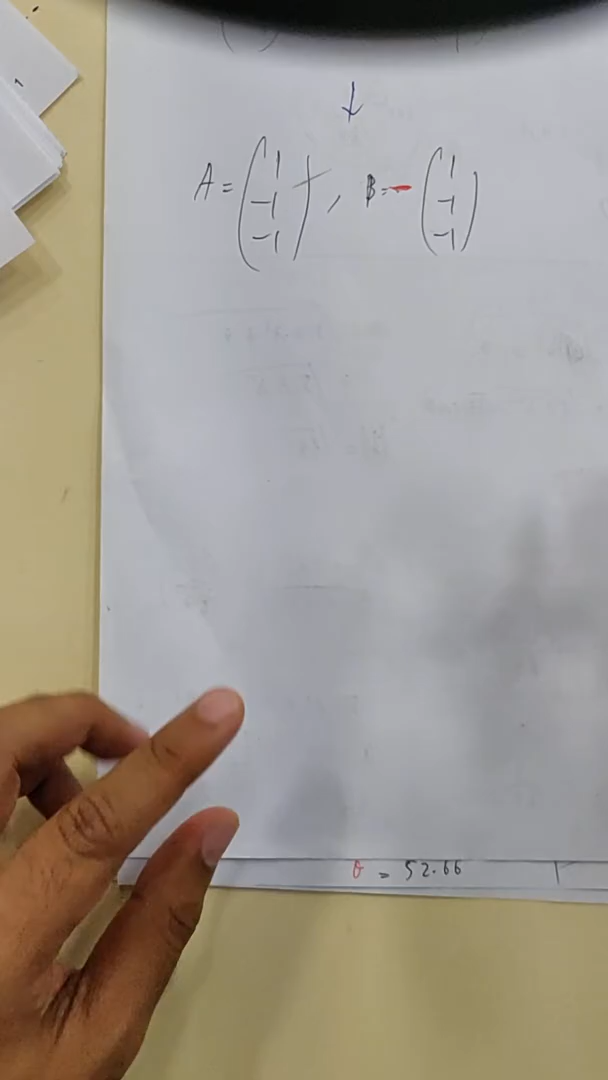 ↓
A = ( 1 ) , B = - ( 1 )
-1 -1
-1 -1
θ = 52.66